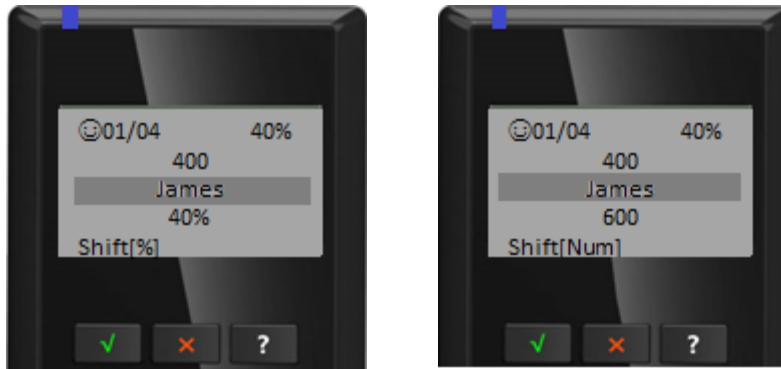 ☺01/04 40%
400
James
40%
Shift[%]
√ × ?
☺01/04 40%
400
James
600
Shift[Num]
√ × ?